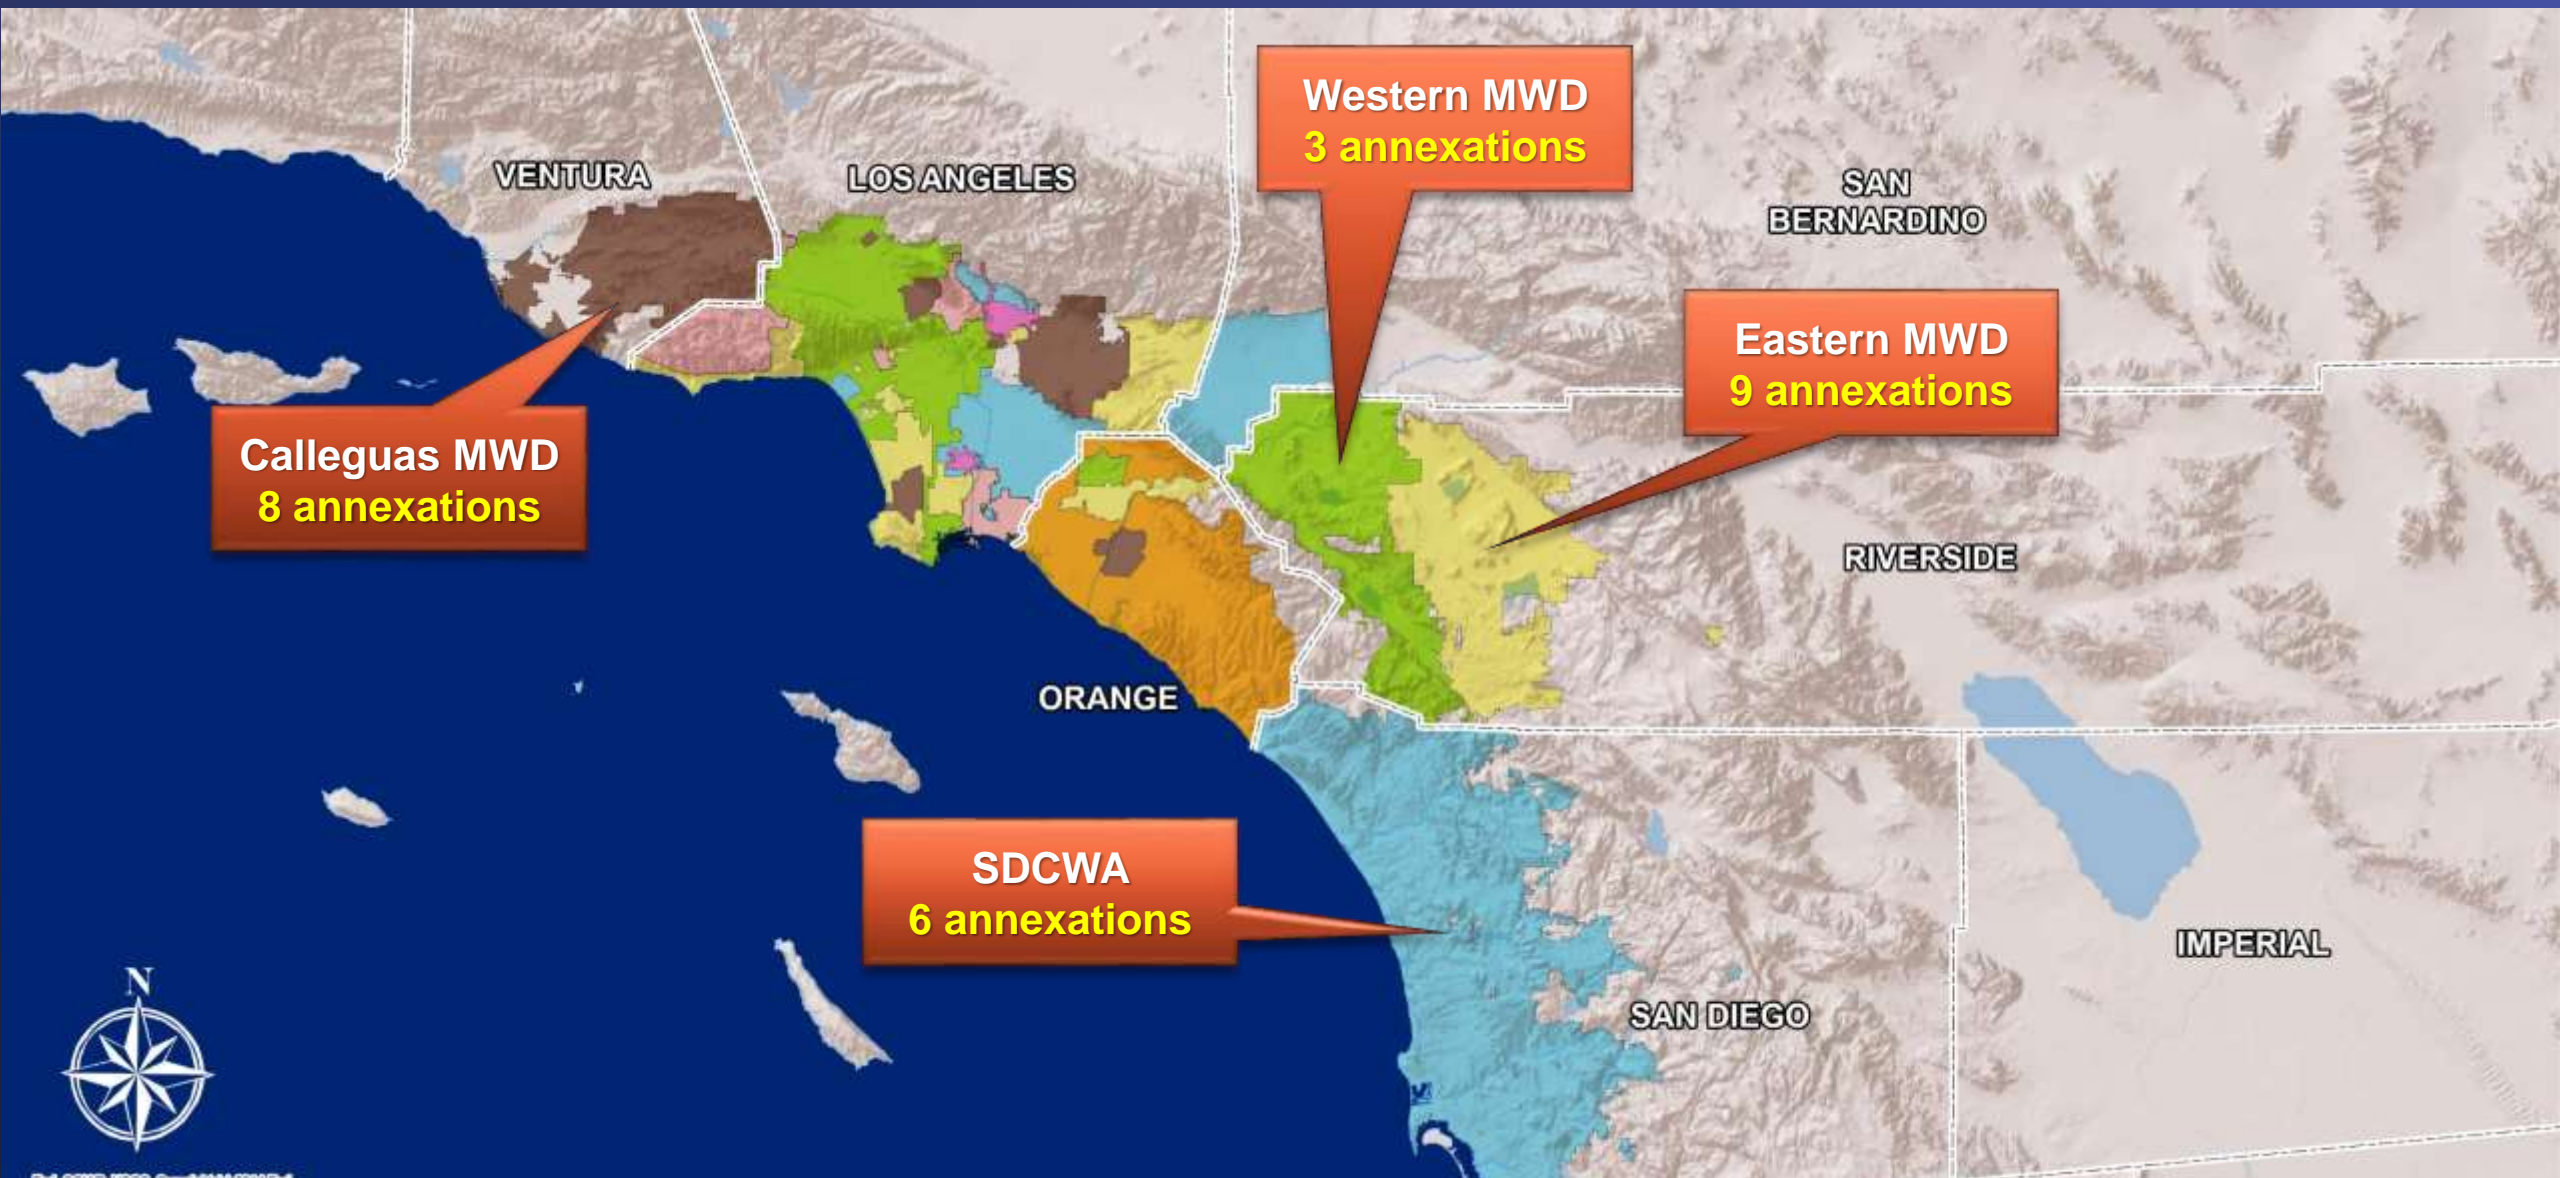 Western MWD
3 annexations
VENTURA
LOS ANGELES
SAN
BERNARDINO
Eastern MWD
9 annexations
Calleguas MWD
8 annexations
RIVERSIDE
ORANGE
SDCWA
6 annexations
IMPERIAL
SAN DIEGO
N